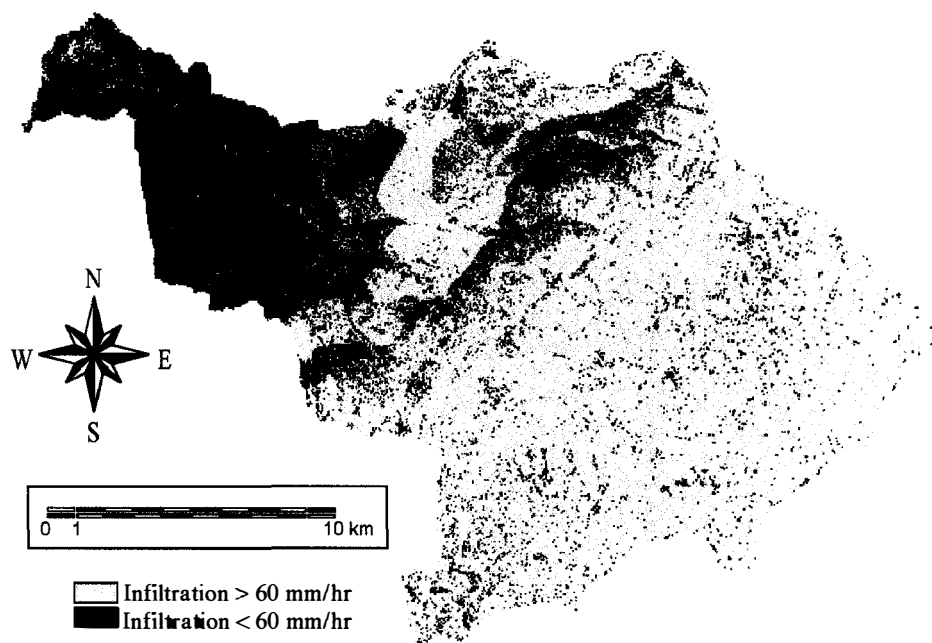 N
W E
S
0 1 10 km
Infiltration > 60 mm/hr
Infiltration < 60 mm/hr